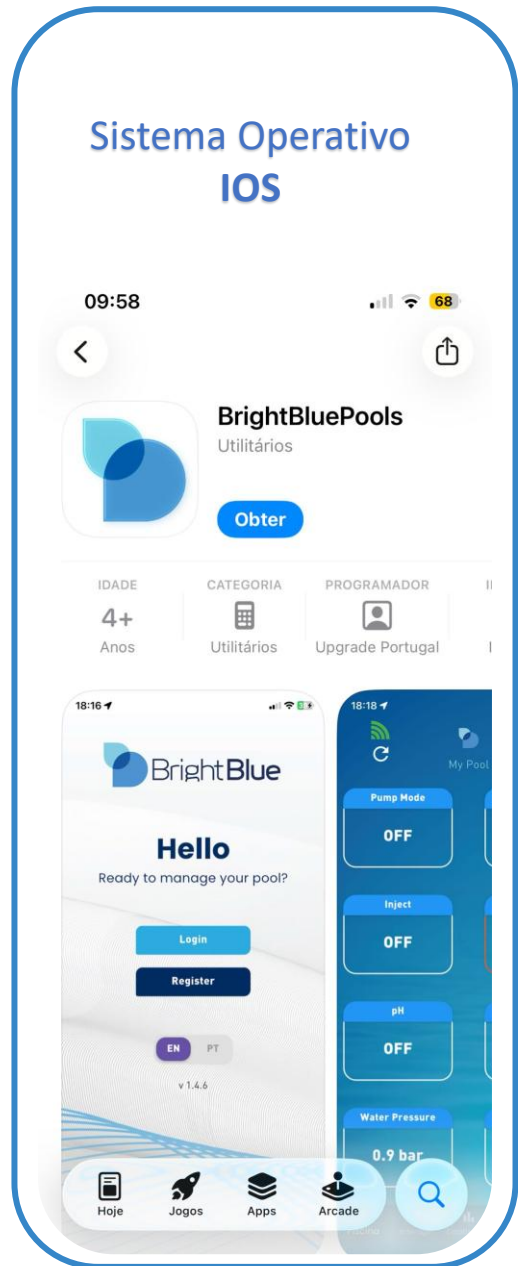 Sistema Operativo
IOS
09:58
68
BrightBluePools
Utilitários
Obter
IDADE
4+
Anos
CATEGORIA
Utilitários
PROGRAMADOR
Upgrade Portugal
18:16
BrightBlue
Hello
Ready to manage your pool?
Login
Register
EN PT
v 1.4.6
18:18
My Pool
Pump Mode
OFF
Inject
OFF
pH
OFF
Water Pressure
0.9 bar
Hoje
Jogos
Apps
Arcade